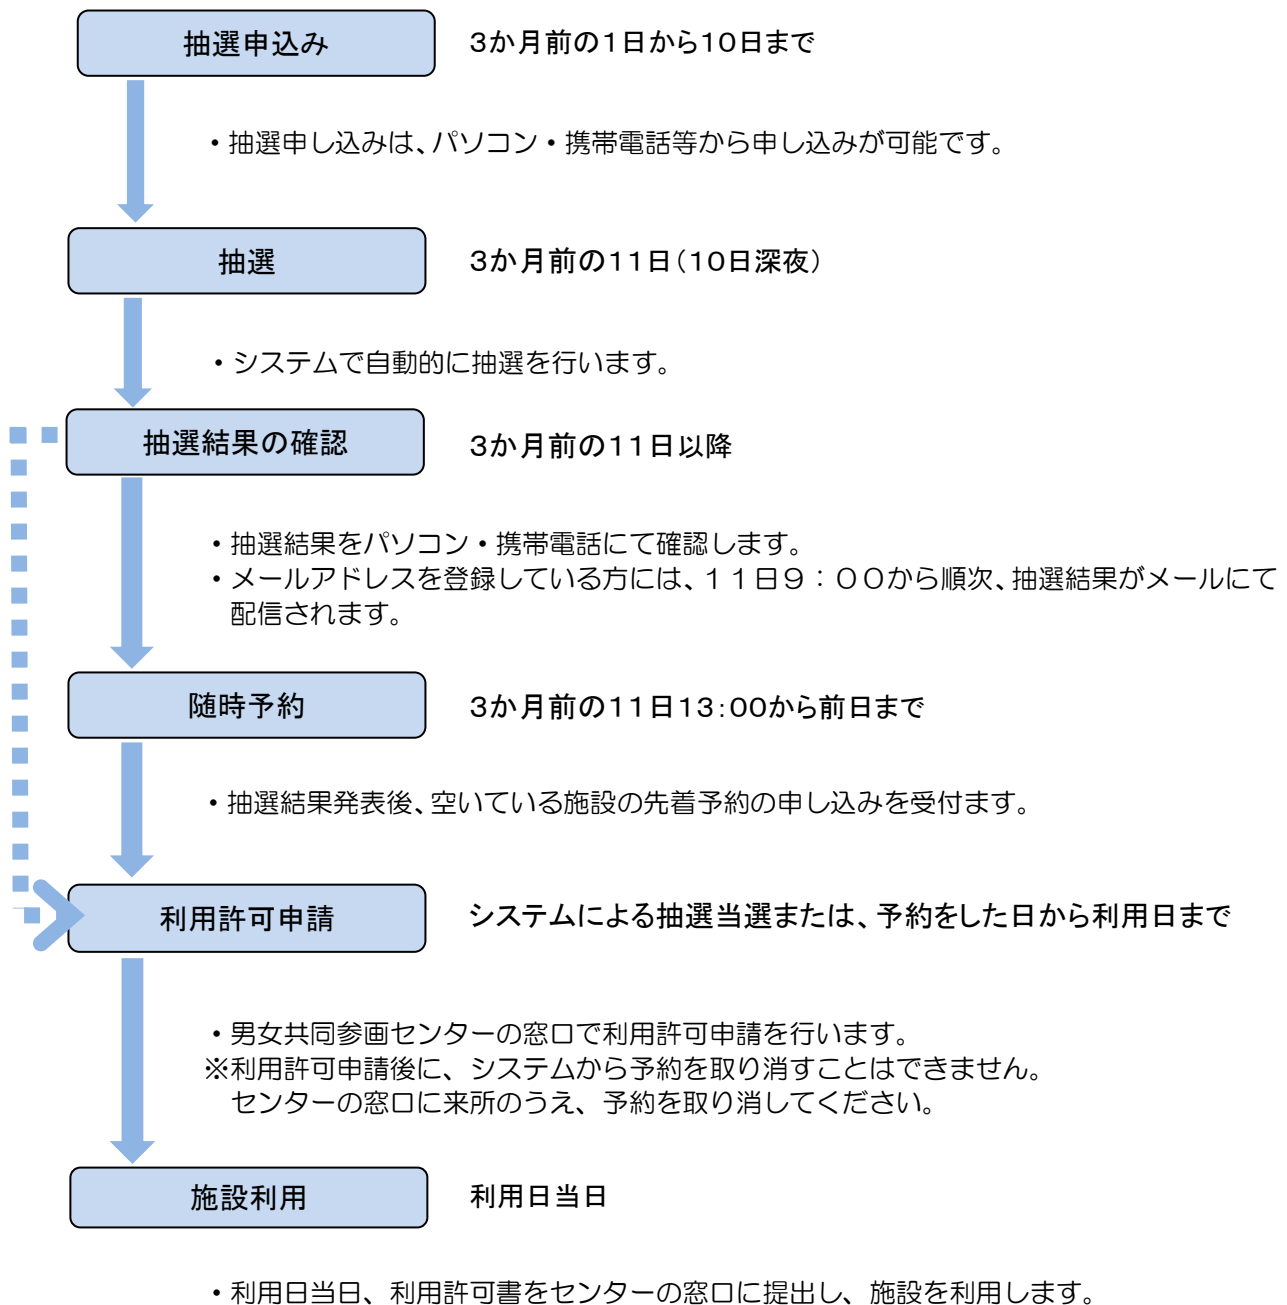 抽選申込み
3か月前の1日から10日まで
・抽選申し込みは、パソコン・携帯電話等から申し込みが可能です。
抽選
3か月前の11日（10日深夜）
・システムで自動的に抽選を行います。
抽選結果の確認
3か月前の11日以降
・抽選結果をパソコン・携帯電話にて確認します。
・メールアドレスを登録している方には、１１日９：００から順次、抽選結果がメールにて
配信されます。
随時予約
3か月前の11日13:00から前日まで
・抽選結果発表後、空いている施設の先着予約の申し込みを受付ます。
利用許可申請
システムによる抽選当選または、予約をした日から利用日まで
・男女共同参画センターの窓口で利用許可申請を行います。
※利用許可申請後に、システムから予約を取り消すことはできません。
センターの窓口に来所のうえ、予約を取り消してください。
施設利用
利用日当日
・利用日当日、利用許可書をセンターの窓口に提出し、施設を利用します。